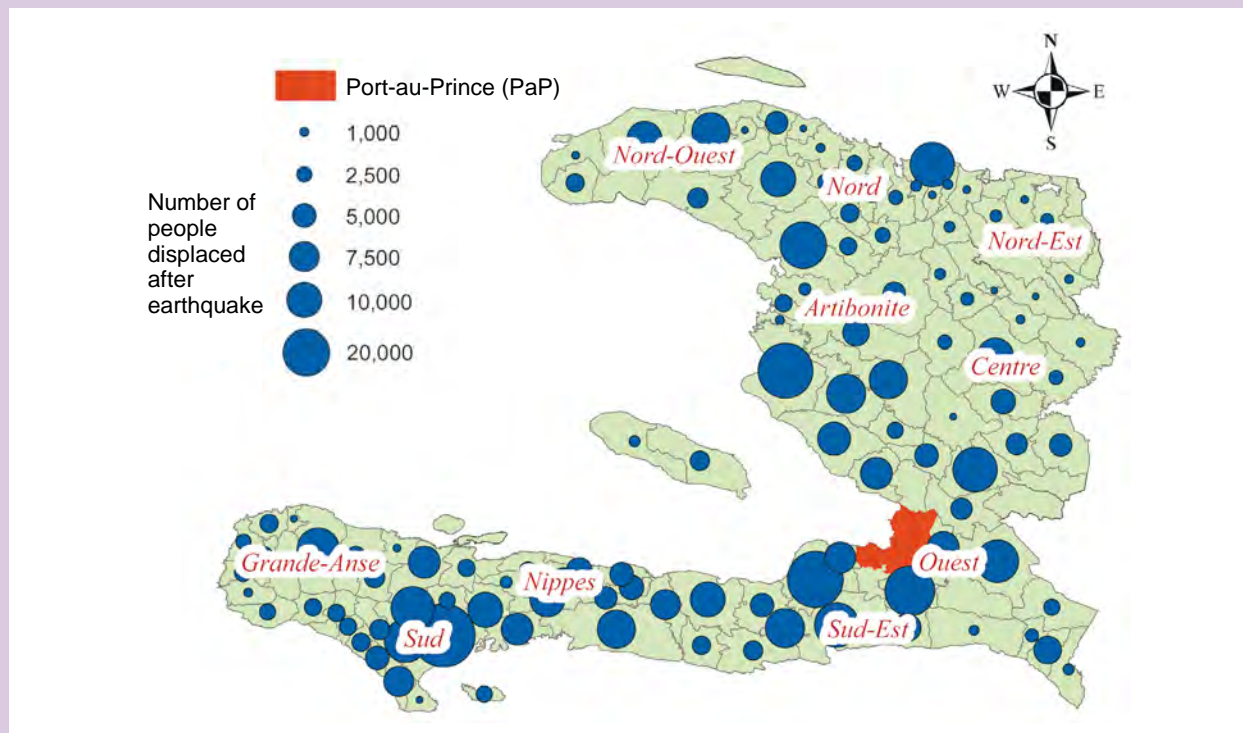 N
W E
S
Port-au-Prince (PaP)
Number of
people
displaced
after
earthquake
1,000
2,500
5,000
7,500
10,000
20,000
Nord-Ouest
Nord
Nord-Est
Artibonite
Centre
Grande-Anse
Nippes
Ouest
Sud
Sud-Est